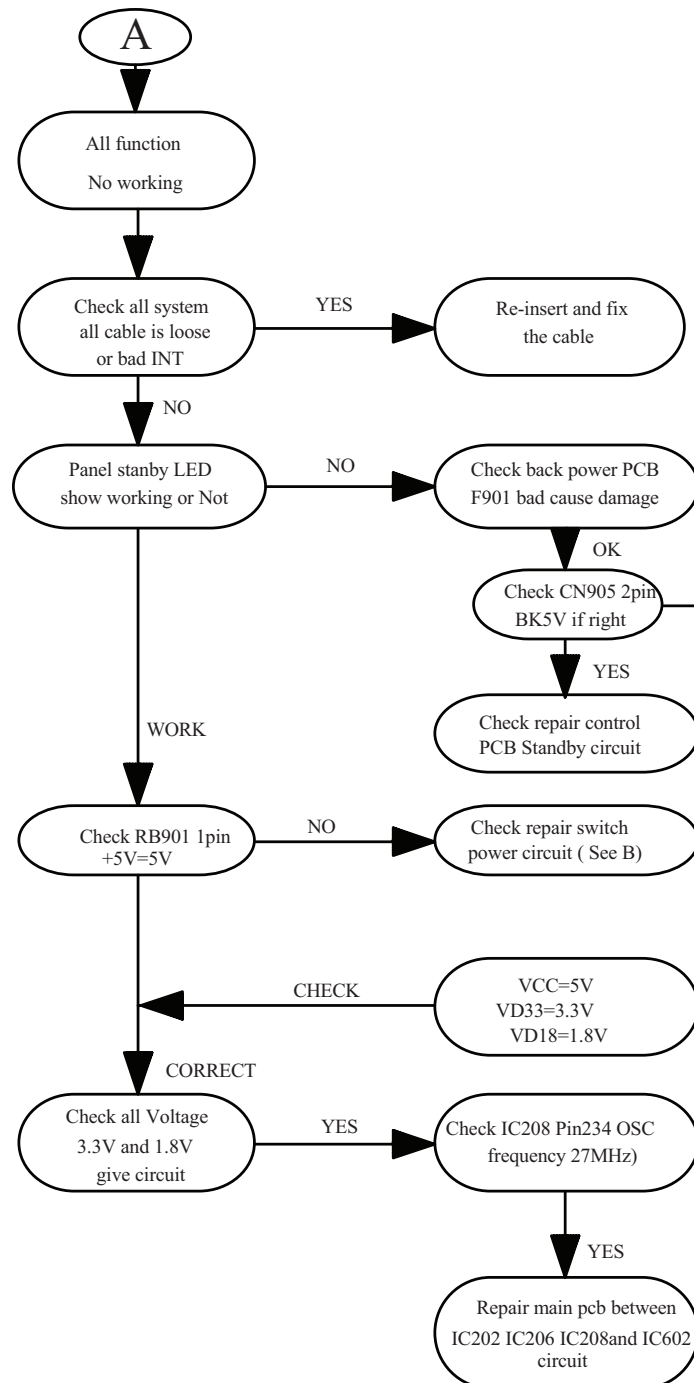 A
All function
No working
Check all system
all cable is loose
or bad INT
YES
Re-insert and fix
the cable
NO
Panel stanby LED
show working or Not
NO
Check back power PCB
F901 bad cause damage
OK
Check CN905 2pin
BK5V if right
YES
Check repair control
PCB Standby circuit
WORK
Check RB901 1pin
+5V=5V
NO
Check repair switch
power circuit ( See B)
CHECK
VCC=5V
VD33=3.3V
VD18=1.8V
CORRECT
Check all Voltage
3.3V and 1.8V
give circuit
YES
Check IC208 Pin234 OSC
frequency 27MHz)
YES
Repair main pcb between
IC202 IC206 IC208and IC602
circuit